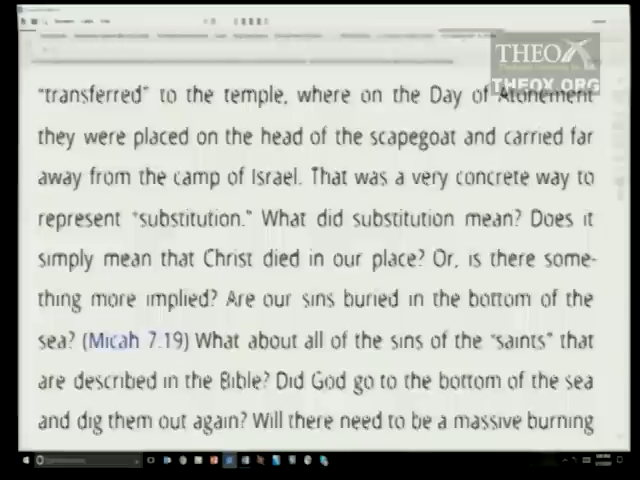 THEOX
THEOX.ORG
"transferred" to the temple, where on the Day of Atonement
they were placed on the head of the scapegoat and carried far
away from the camp of Israel. That was a very concrete way to
represent "substitution." What did substitution mean? Does it
simply mean that Christ died in our place? Or, is there some-
thing more implied? Are our sins buried in the bottom of the
sea? (Micah 7.19) What about all of the sins of the "saints" that
are described in the Bible? Did God go to the bottom of the sea
and dig them out again? Will there need to be a massive burning